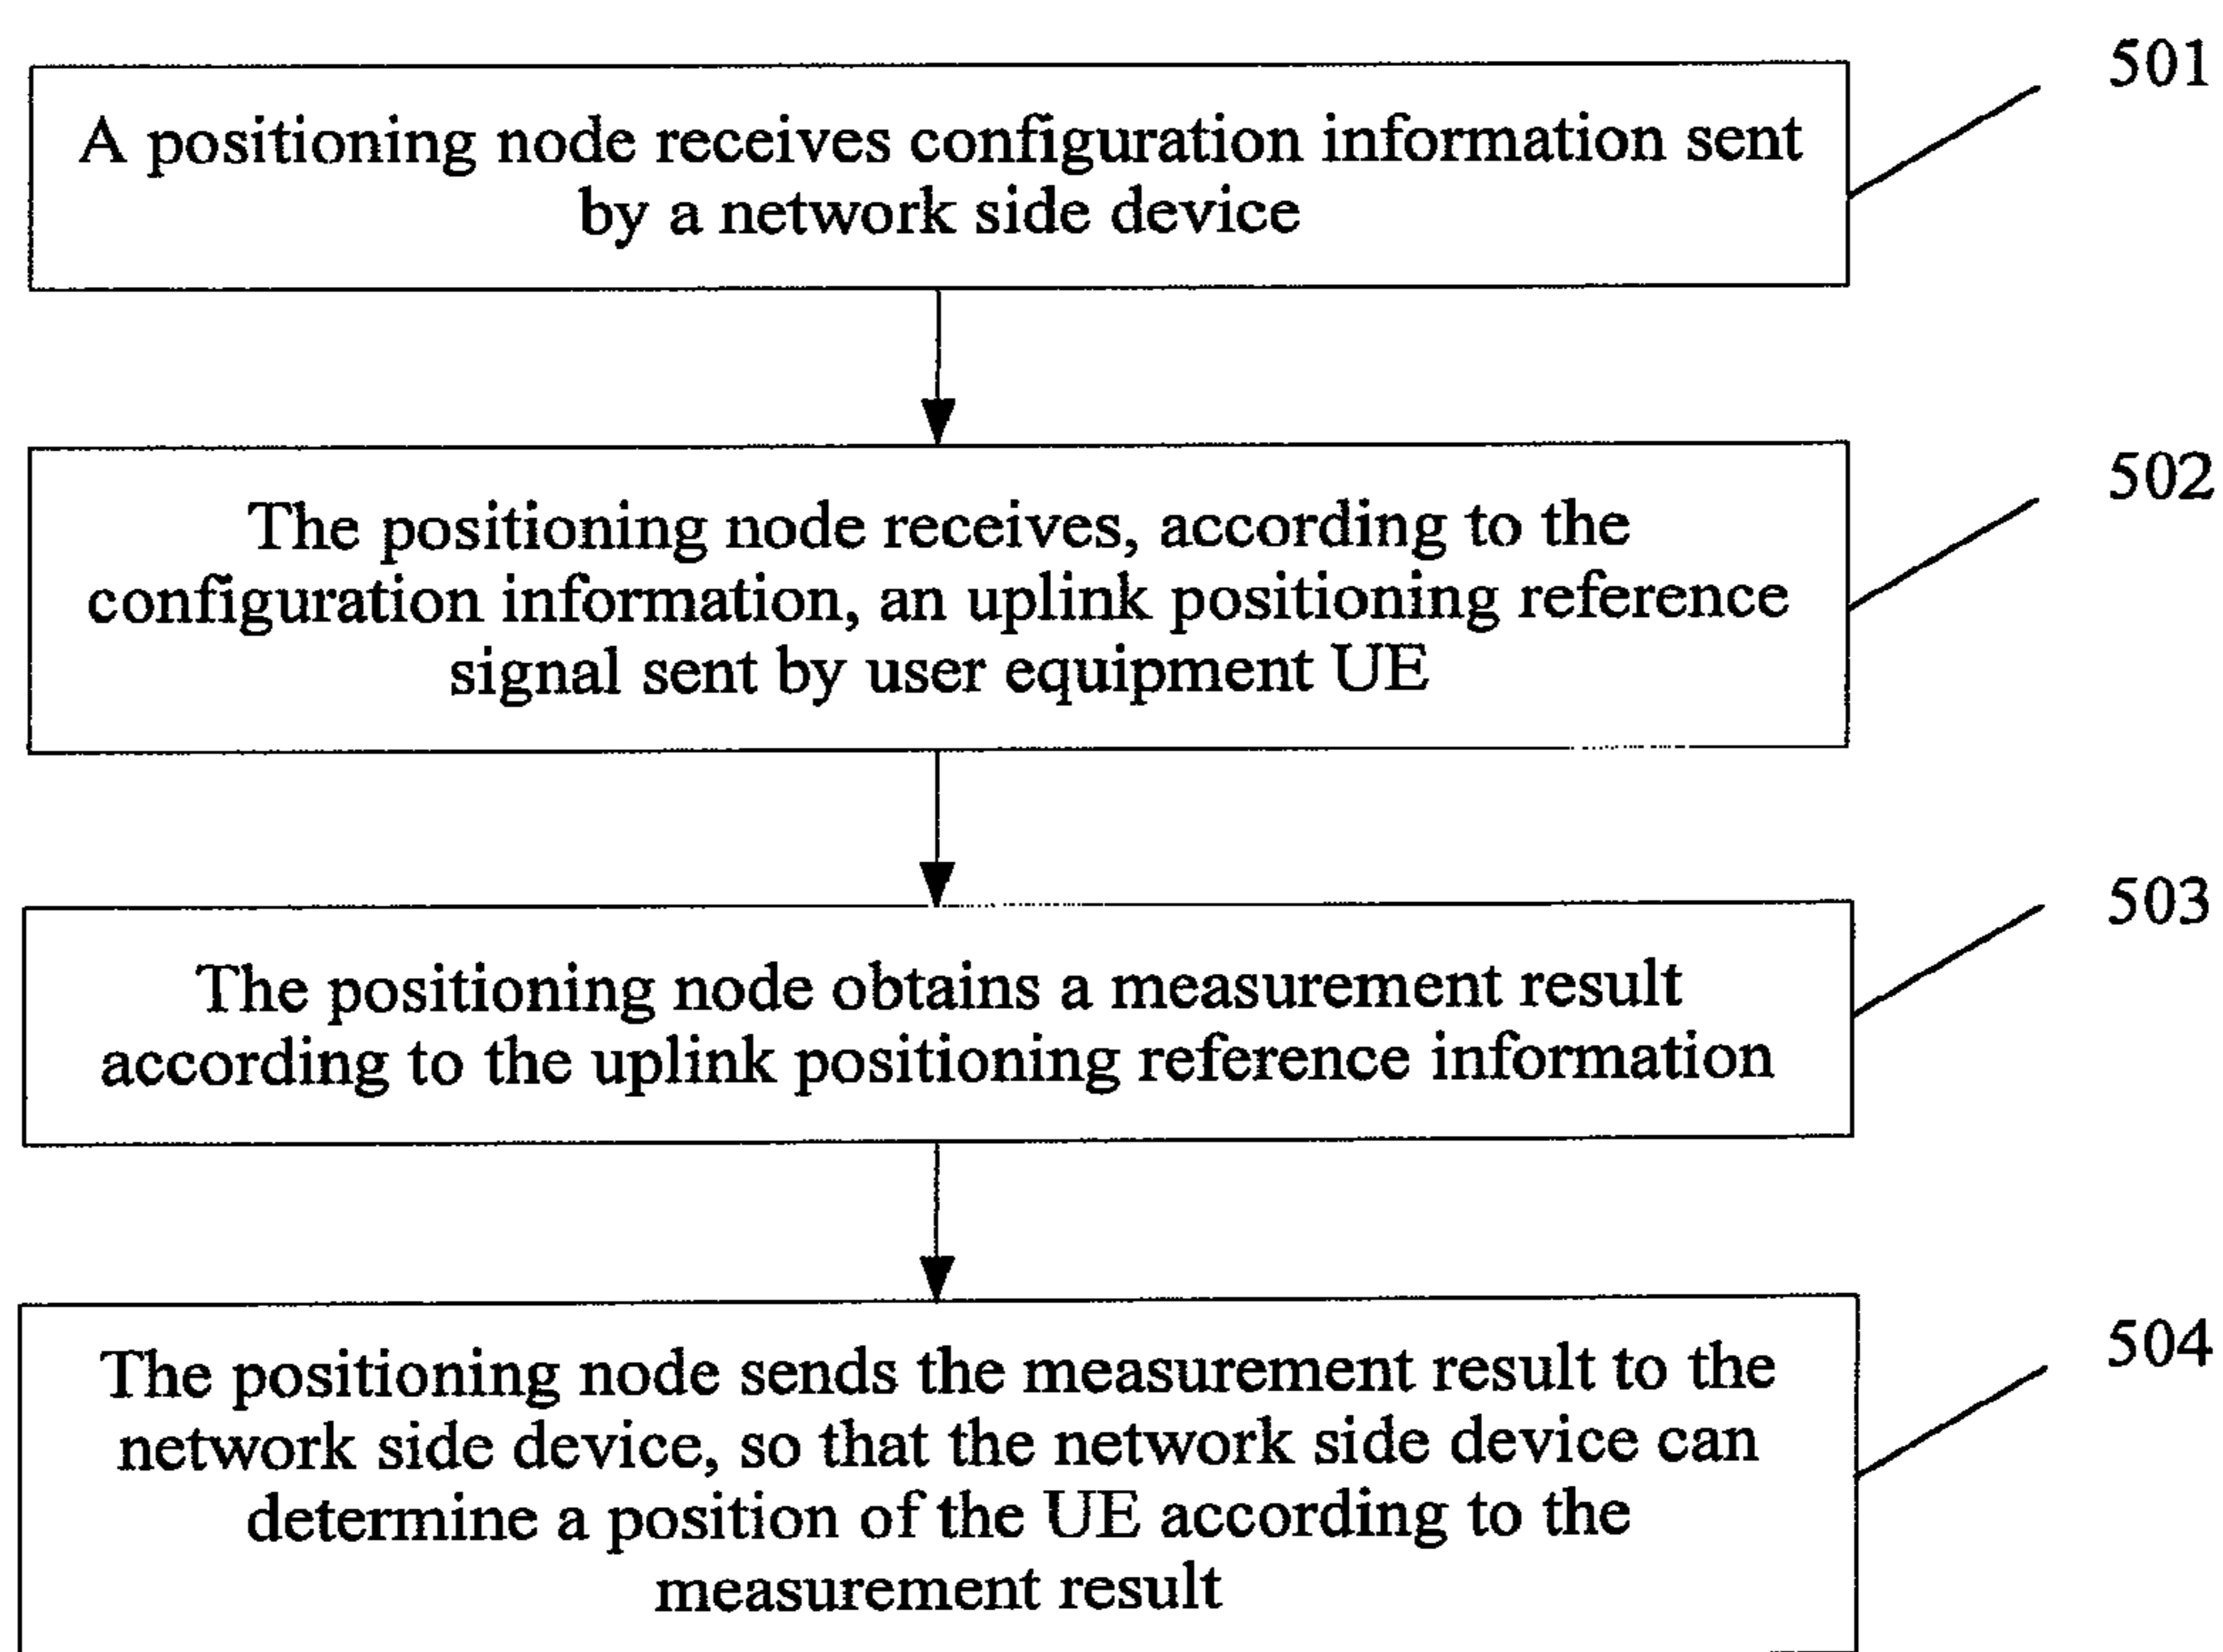 501
A positioning node receives configuration information sent
by a network side device
502
The positioning node receives, according to the
configuration information, an uplink positioning reference
signal sent by user equipment UE
503
The positioning node obtains a measurement result
according to the uplink positioning reference information
504
The positioning node sends the measurement result to the
network side device, so that the network side device can
determine a position of the UE according to the
measurement result